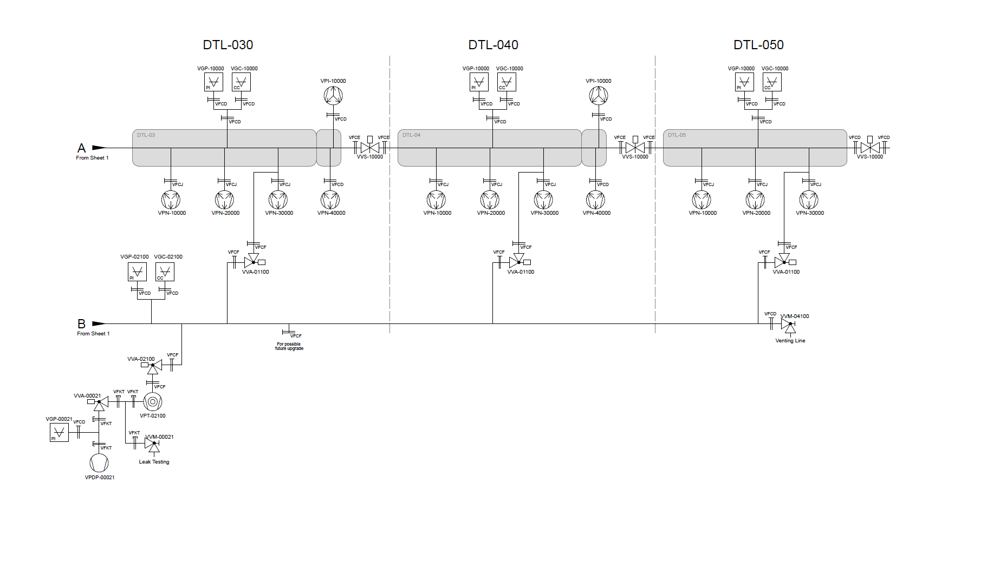 DTL-030
DTL-040
DTL-050
VGP-10000
VGC-10000
VGP-10000
VGC-10000
VGP-10000
VGC-10000
VPI-10000
VPI-10000
PI
CC
PI
CC
PI
CC
VFCD
VFCD
VFCD
VFCD
VFCD
VFCD
VFCD
VFCD
VFCD
VFCD
VFCD
DTL-03
DTL-04
DTL-05
VFCE
VFCE
VFCE
VFCE
VFCD
VFCD
A
From Sheet 1
VVS-10000
VVS-10000
VVS-10000
VFCJ
VFCJ
VFCJ
VFCD
VFCJ
VFCJ
VFCJ
VFCD
VFCJ
VFCJ
VFCJ
VPN-10000
VPN-20000
VPN-30000
VPN-40000
VPN-10000
VPN-20000
VPN-30000
VPN-40000
VPN-10000
VPN-20000
VPN-30000
VFCF
VFCF
VFCF
VFCF
VFCF
VFCF
VGP-02100
VGC-02100
VVA-01100
VVA-01100
VVA-01100
PI
CC
VFCD
VFCD
B
From Sheet 1
VFCD
VVM-04100
VFCF
Venting Line
For possible
future upgrade
VFCF
VVA-02100
VFCF
VFKT
VFKT
VVA-00021
VPT-02100
VGP-00021
VFCD
VFKT
PI
VFKT
VVM-00021
VFKT
Leak Testing
VPDP-00021